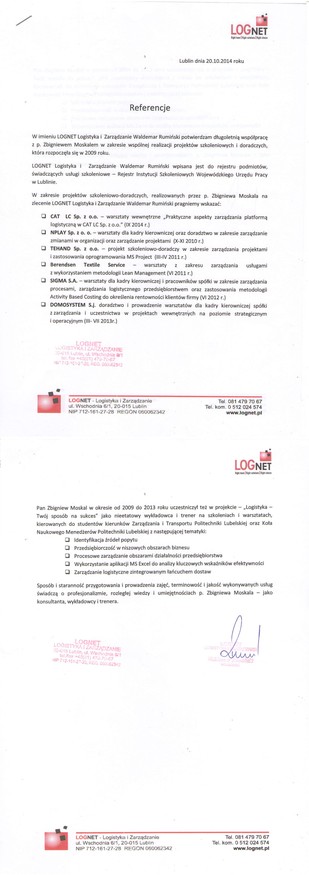 LOGNET
Lublin dnia 20.10.2014 roku
Referencje
W imieniu LOGNET Logistyka i Zarządzanie Waldemar Rumiński potwierdzam długoletnią współpracę
z p. Zbigniewem Moskalem w zakresie wspólnej realizacji projektów szkoleniowych i doradczych,
która rozpoczęła się w 2009 roku.
LOGNET Logistyka i Zarządzanie Waldemar Rumiński wpisana jest do rejestru podmiotów,
świadczących usługi szkoleniowe – Rejestr Instytucji Szkoleniowych Wojewódzkiego Urzędu Pracy
w Lublinie.
W zakresie projektów szkoleniowo-doradczych, realizowanych przez p. Zbigniewa Moskala na
zlecenie LOGNET Logistyka i Zarządzanie Waldemar Rumiński pragniemy wskazać:
CAT LC Sp. z o.o. – warsztaty wewnętrzne „Praktyczne aspekty zarządzania platformą
logistyczną w CAT LC Sp. z o.o.” (IX 2014 r.)
NPLAY Sp. z o. o. – warsztaty dla kadry kierowniczej oraz doradztwo w zakresie zarządzanie
zmianami w organizacji oraz zarządzanie projektami (X-XI 2010 r.)
TEHAND Sp. z o.o. – projekt szkoleniowo-doradczy w zakresie zarządzania projektami
i zastosowania oprogramowania MS Project (III-IV 2011 r.)
Berendsen Textile Service – warsztaty z zakresu zarządzania usługami
z wykorzystaniem metodologii Lean Management (VI 2011 r.)
SIGMA S.A. – warsztaty dla kadry kierowniczej i pracowników spółki w zakresie zarządzania
procesami, zarządzania logistycznego przedsiębiorstwem oraz zastosowania metodologii
Activity Based Costing do określenia rentowności klientów firmy (VI 2012 r.)
DOMOSYSTEM S.J. doradztwo i prowadzenie warsztatów dla kadry kierowniczej spółki
z zarządzania i uczestnictwa w projektach wewnętrznych na poziomie strategicznym
i operacyjnym (III- VII 2013r.)
LOGNET
LOGISTYKA I ZARZĄDZANIE
LOGNET - Logistyka i Zarządzanie
ul. Wschodnia 6/1, 20-015 Lublin
NIP 712-161-27-28 REGON 060062342
Tel. 081 479 70 67
Tel. kom. 0 512 024 574
www.lognet.pl
LOGNET
Pan Zbigniew Moskal w okresie od 2009 do 2013 roku uczestniczył też w projekcie – „Logistyka –
Twój sposób na sukces” jako nieetatowy wykładowca i trener na szkoleniach i warsztatach,
kierowanych do studentów kierunków Zarządzania i Transportu Politechniki Lubelskiej oraz Koła
Naukowego Menedżerów Politechniki Lubelskiej z następującej tematyki:
Identyfikacja źródeł popytu
Przedsiębiorczość w niszowych obszarach biznesu
Procesowe zarządzanie obszarami działalności przedsiębiorstwa
Wykorzystanie aplikacji MS Excel do analizy kluczowych wskaźników efektywności
Zarządzanie logistyczne zintegrowanym łańcuchem dostaw
Sposób i staranność przygotowania i prowadzenia zajęć, terminowość i jakość wykonywanych usług
świadczą o profesjonalizmie, rozległej wiedzy i umiejętnościach p. Zbigniewa Moskala – jako
konsultanta, wykładowcy i trenera.
LOGNET
LOGISTYKA I ZARZĄDZANIE
LOGNET - Logistyka i Zarządzanie
ul. Wschodnia 6/1, 20-015 Lublin
NIP 712-161-27-28 REGON 060062342
Tel. 081 479 70 67
Tel. kom. 0 512 024 574
www.lognet.pl